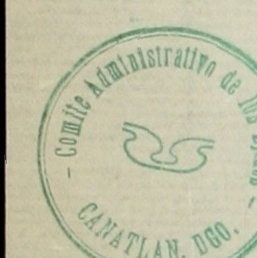 - Comite Administrativo de los
CANATLAN, DGO.